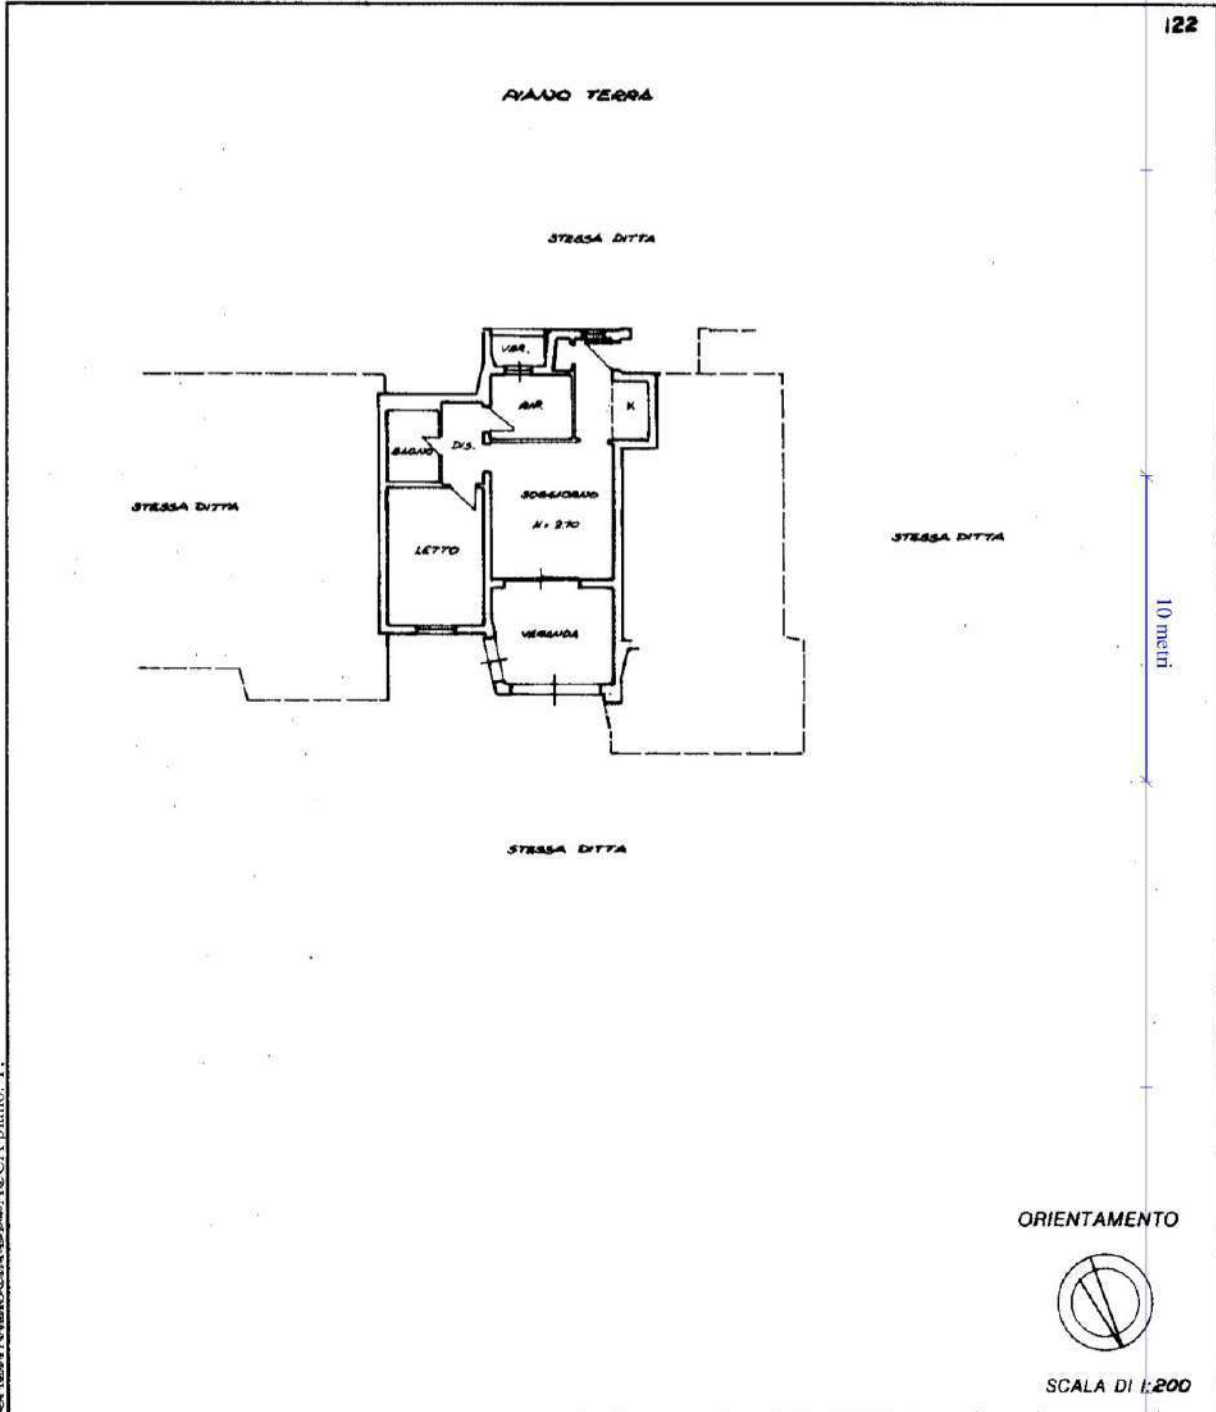 122
PIANO TERRA
STESSA DITTA
VER.
RIP.
K
BAGNO
DIS.
SOGGIORNO
H= 2.70
STESSA DITTA
STESSA DITTA
LETTO
10 metri
VERANDA
STESSA DITTA
ORIENTAMENTO
SCALA DI 1:200